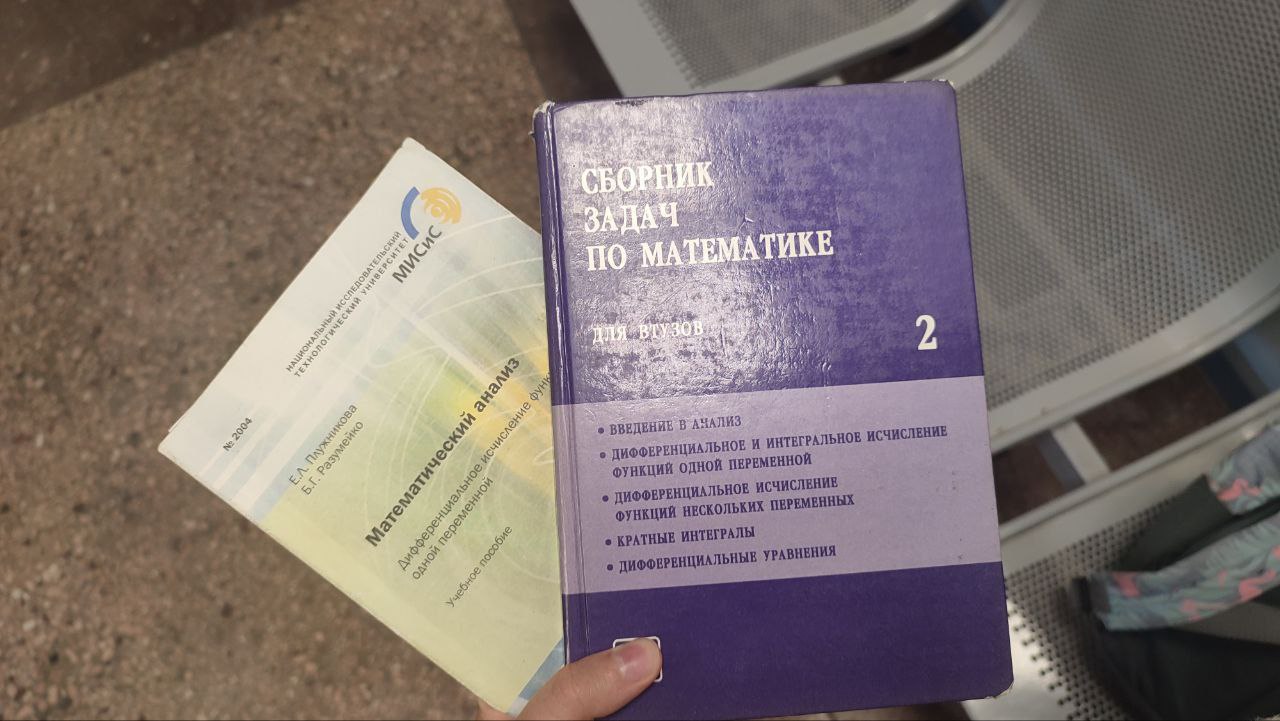 НАЦИОНАЛЬНЫЙ ИССЛЕДОВАТЕЛЬСКИЙ
ТЕХНОЛОГИЧЕСКИЙ УНИВЕРСИТЕТ
МИСиС
№ 2004
Е.Л. Плужникова
Б.Г. Разумейко
Математический анализ
Дифференциальное исчисление
одной переменной
Учебное пособие
СБОРНИК
ЗАДАЧ
ПО МАТЕМАТИКЕ
ДЛЯ ВТУЗОВ
2
• ВВЕДЕНИЕ В АНАЛИЗ
• ДИФФЕРЕНЦИАЛЬНОЕ И ИНТЕГРАЛЬНОЕ ИСЧИСЛЕНИЕ
ФУНКЦИЙ ОДНОЙ ПЕРЕМЕННОЙ
• ДИФФЕРЕНЦИАЛЬНОЕ ИСЧИСЛЕНИЕ
ФУНКЦИЙ НЕСКОЛЬКИХ ПЕРЕМЕННЫХ
• КРАТНЫЕ ИНТЕГРАЛЫ
• ДИФФЕРЕНЦИАЛЬНЫЕ УРАВНЕНИЯ